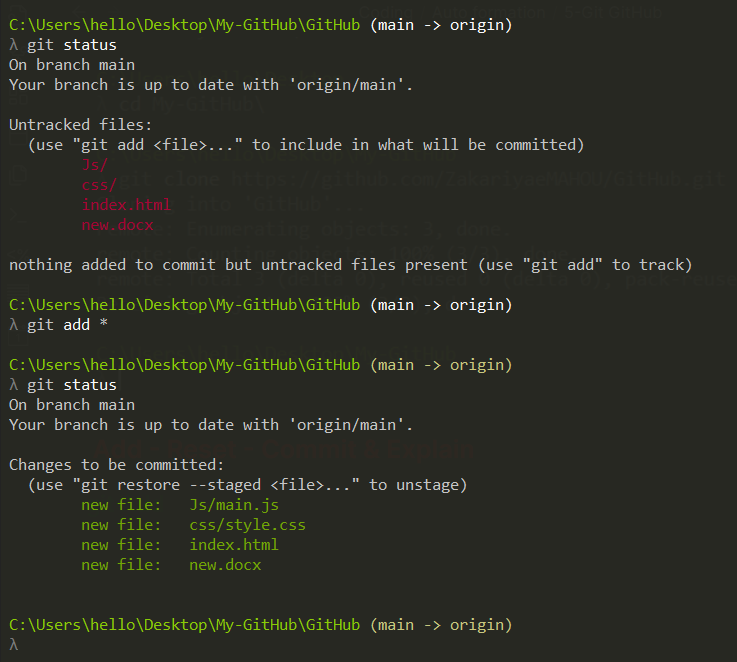 C:\Users\hello\Desktop\My-GitHub\GitHub (main -> origin)
λ git status
On branch main
Your branch is up to date with 'origin/main'.

Untracked files:
  (use "git add <file>..." to include in what will be committed)
        Js/
        css/
        index.html
        new.docx

nothing added to commit but untracked files present (use "git add" to track)

C:\Users\hello\Desktop\My-GitHub\GitHub (main -> origin)
λ git add *

C:\Users\hello\Desktop\My-GitHub\GitHub (main -> origin)
λ git status
On branch main
Your branch is up to date with 'origin/main'.

Changes to be committed:
  (use "git restore --staged <file>..." to unstage)
        new file:   Js/main.js
        new file:   css/style.css
        new file:   index.html
        new file:   new.docx


C:\Users\hello\Desktop\My-GitHub\GitHub (main -> origin)
λ